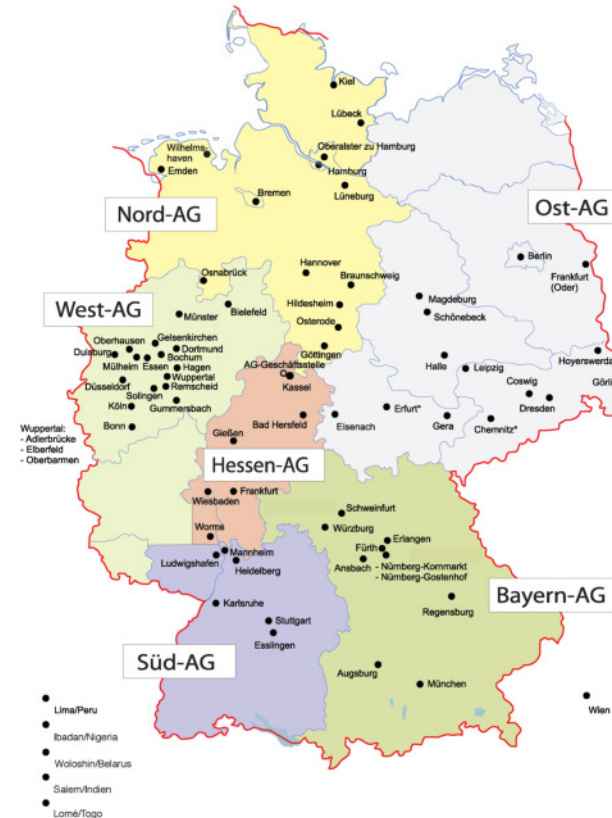 Kiel
Lübeck
Oberalster zu Hamburg
Hamburg
Wilhelms-
haven
Emden
Lüneburg
Bremen
Nord-AG
Ost-AG
Berlin
Frankfurt
(Oder)
Hannover
Braunschweig
Osnabrück
West-AG
Magdeburg
Schönebeck
Hildesheim
Bielefeld
Münster
Osterode
Gelsenkirchen
Oberhausen
Dortmund
Duisburg
Bochum
Mülheim
Essen
Göttingen
Halle
Leipzig
Hoyerswerda
AG-Geschäftsstelle
Kassel
Hagen
Wuppertal
Düsseldorf
Remscheid
Solingen
Coswig
Görli
Dresden
Köln
Gummersbach
Bad Hersfeld
Eisenach
Erfurt*
Gera
Chemnitz*
Bonn
Wuppertal:
- Adlerbrücke
- Elberfeld
- Oberbarmen
Gießen
Hessen-AG
Wiesbaden
Frankfurt
Schweinfurt
Würzburg
Worms
Erlangen
Fürth
Mannheim
Ludwigshafen
Heidelberg
Ansbach
- Nürnberg-Kornmarkt
- Nürnberg-Gostenhof
Bayern-AG
Karlsruhe
Regensburg
Stuttgart
Esslingen
Süd-AG
Augsburg
München
Wien
Lima/Peru
Ibadan/Nigeria
Woloshin/Belarus
Salem/Indien
Lomé/Togo